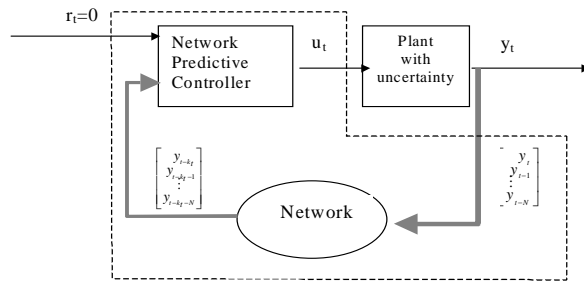 r_t=0
Network
Predictive
Controller
u_t
Plant
with
uncertainty
y_t
y_{t-k_t}
y_{t-k_t-1}
⋮
y_{t-k_t-N}
Network
y_t
y_{t-1}
⋮
y_{t-N}